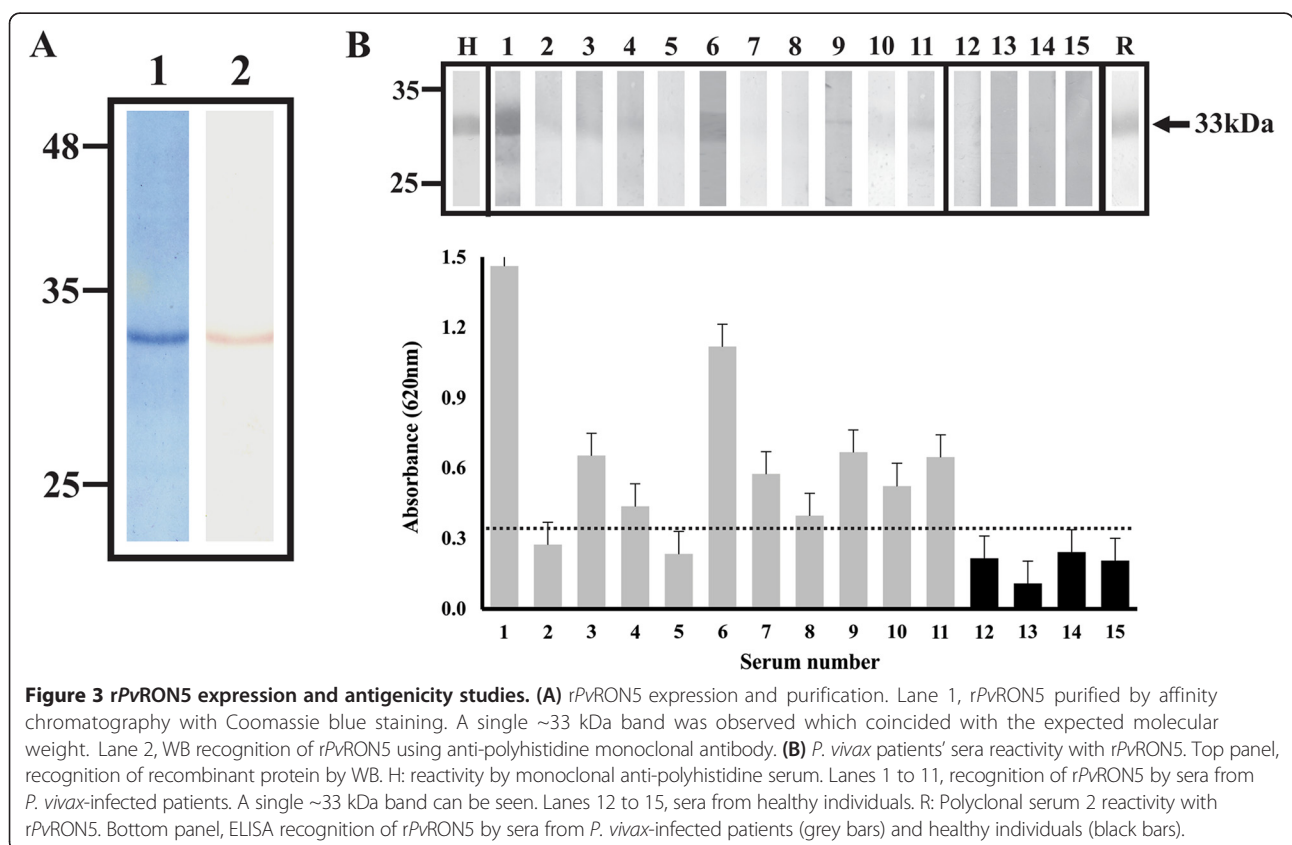 A
1 2
48
35
25
B
H 1 2 3 4 5 6 7 8 9 10 11 12 13 14 15 R
35
33kDa
25
1.5
1.2
0.9
0.6
0.3
0.0
Absorbance (620nm)
1 2 3 4 5 6 7 8 9 10 11 12 13 14 15
Serum number
Figure 3 rPvRON5 expression and antigenicity studies. (A) rPvRON5 expression and purification. Lane 1, rPvRON5 purified by affinity
chromatography with Coomassie blue staining. A single ~33 kDa band was observed which coincided with the expected molecular
weight. Lane 2, WB recognition of rPvRON5 using anti-polyhistidine monoclonal antibody. (B) P. vivax patients' sera reactivity with rPvRON5. Top panel,
recognition of recombinant protein by WB. H: reactivity by monoclonal anti-polyhistidine serum. Lanes 1 to 11, recognition of rPvRON5 by sera from
P. vivax-infected patients. A single ~33 kDa band can be seen. Lanes 12 to 15, sera from healthy individuals. R: Polyclonal serum 2 reactivity with
rPvRON5. Bottom panel, ELISA recognition of rPvRON5 by sera from P. vivax-infected patients (grey bars) and healthy individuals (black bars).